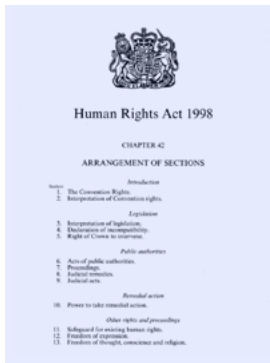 Human Rights Act 1998
CHAPTER 42
ARRANGEMENT OF SECTIONS
Introduction
Section
1. The Convention Rights.
2. Interpretation of Convention rights.
Legislation
3. Interpretation of legislation.
4. Declaration of incompatibility.
5. Right of Crown to intervene.
Public authorities
6. Acts of public authorities.
7. Proceedings.
8. Judicial remedies.
9. Judicial acts.
Remedial action
10. Power to take remedial action.
Other rights and proceedings
11. Safeguard for existing human rights.
12. Freedom of expression.
13. Freedom of thought, conscience and religion.